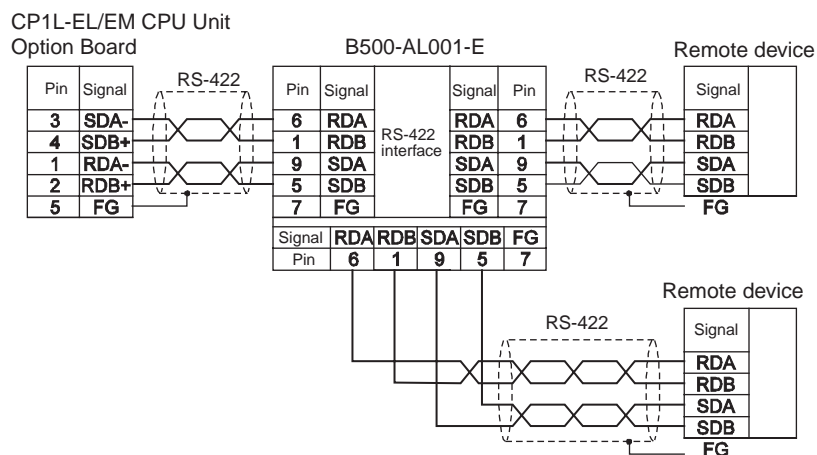 CP1L-EL/EM CPU Unit
Option Board
B500-AL001-E
Remote device
Pin Signal RS-422 Pin Signal Signal Pin RS-422 Signal
3 SDA- 6 RDA RDA 6 RDA
4 SDB+ 1 RDB RS-422 RDB 1 RDB
1 RDA- 9 SDA interface SDA 9 SDA
2 RDB+ 5 SDB SDB 5 SDB
5 FG 7 FG FG 7 FG
Signal RDA RDB SDA SDB FG
Pin 6 1 9 5 7
Remote device
RS-422
Signal
RDA
RDB
SDA
SDB
FG